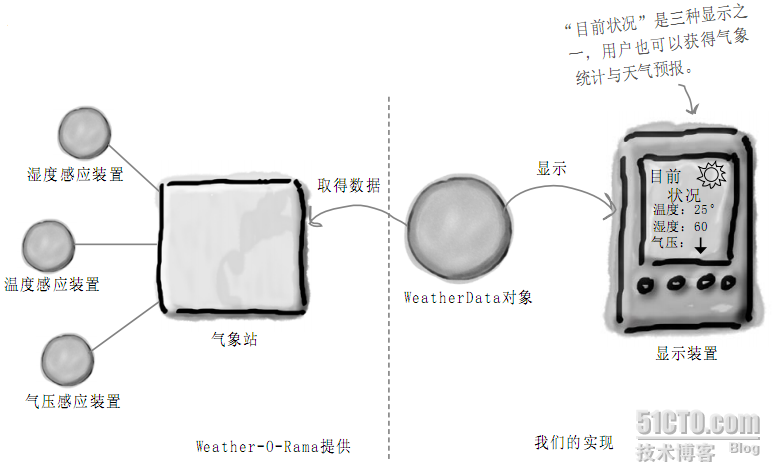 “目前状况”是三种显示之
一，用户也可以获得气象
统计与天气预报。
湿度感应装置
温度感应装置
气压感应装置
气象站
取得数据
WeatherData对象
显示
目前
状况
温度：25°
湿度：60
气压：
显示装置
Weather-O-Rama提供
我们的实现
51CTO.com
技术博客 Blog